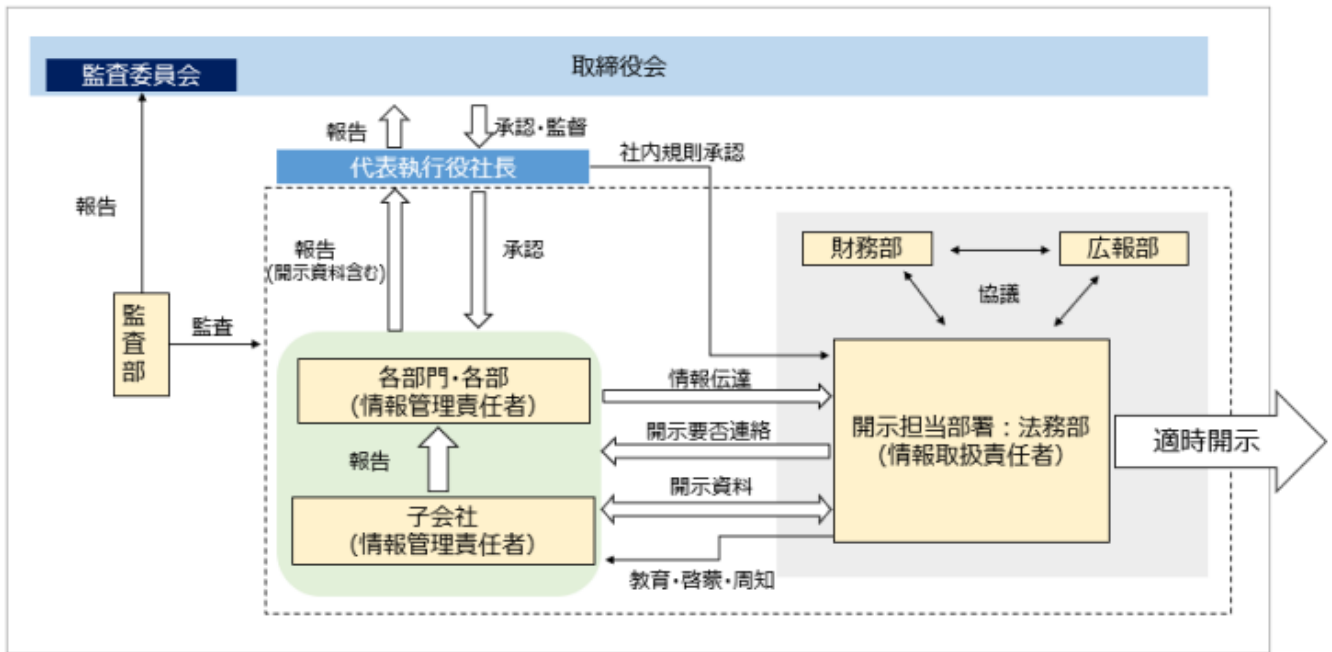 取締役会
監査委員会
報告
承認・監督
社内規則承認
代表執行役社長
報告
報告
(開示資料含む)
承認
財務部
広報部
協議
監査部
監査
各部門・各部
(情報管理責任者)
情報伝達
開示要否連絡
開示担当部署：法務部
(情報取扱責任者)
適時開示
報告
開示資料
子会社
(情報管理責任者)
教育・啓蒙・周知